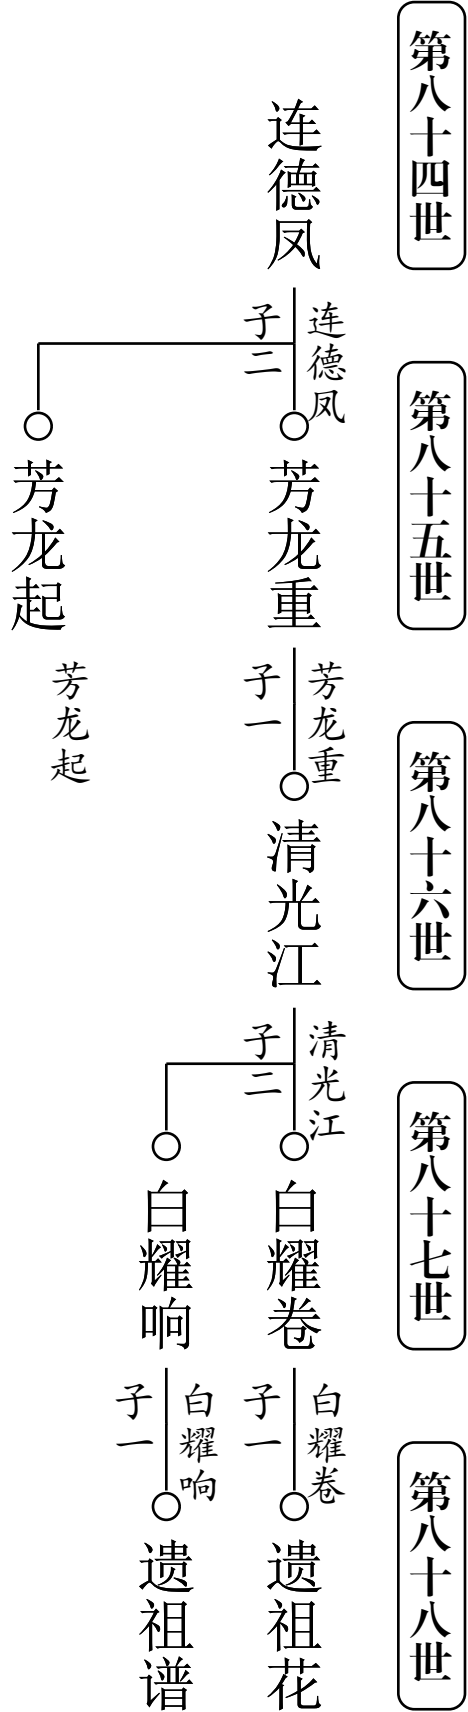 第八十四世
连德凤
连德凤
子二
第八十五世
芳龙重
芳龙起
芳龙重
子一
芳龙起
第八十六世
清光江
清光江
子二
第八十七世
白耀卷
白耀响
白耀卷
子一
白耀响
子一
第八十八世
遗祖花
遗祖谱